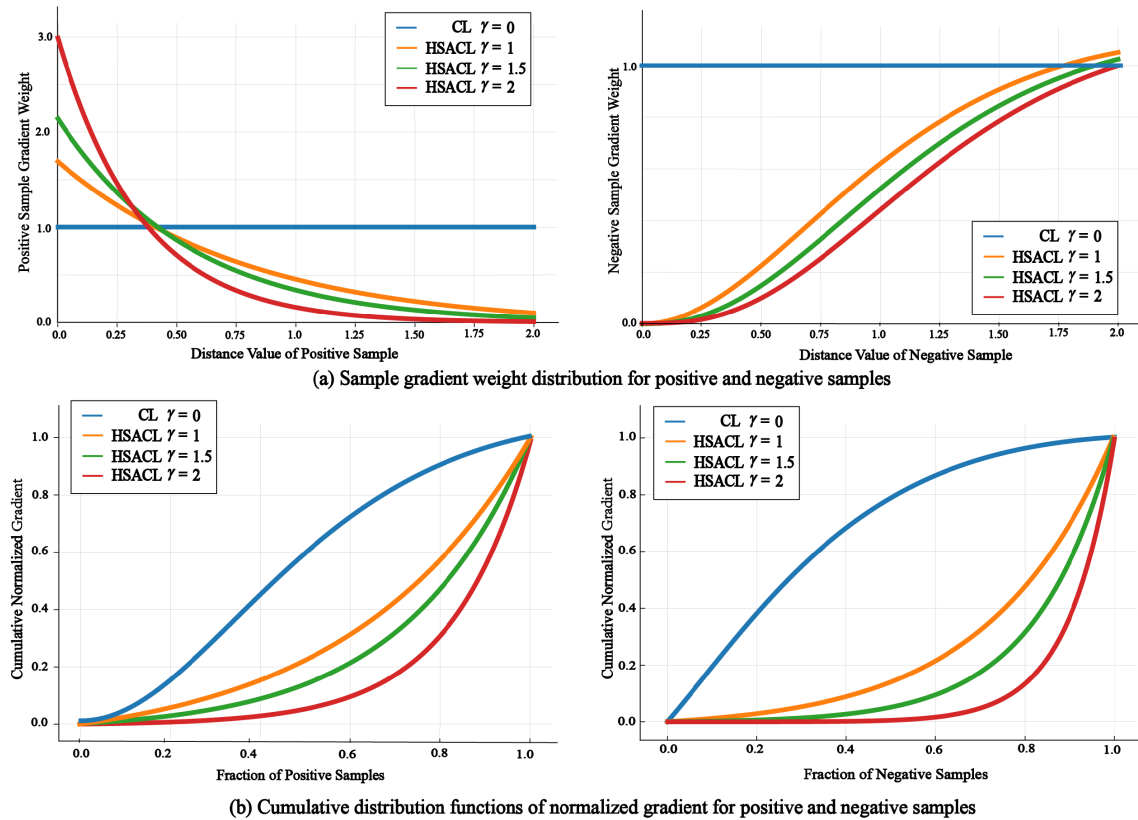 CL γ = 0
HSACL γ = 1
HSACL γ = 1.5
HSACL γ = 2
Positive Sample Gradient Weight
3.0
2.0
1.0
0.0
0.0 0.25 0.50 0.75 1.0 1.25 1.50 1.75 2.0
Distance Value of Positive Sample
CL γ = 0
HSACL γ = 1
HSACL γ = 1.5
HSACL γ = 2
Negative Sample Gradient Weight
1.0
0.0
0.0 0.25 0.50 0.75 1.0 1.25 1.50 1.75 2.0
Distance Value of Negative Sample
(a) Sample gradient weight distribution for positive and negative samples
CL γ = 0
HSACL γ = 1
HSACL γ = 1.5
HSACL γ = 2
Cumulative Normalized Gradient
1.0
0.8
0.6
0.4
0.2
0.0
0.0 0.2 0.4 0.6 0.8 1.0
Fraction of Positive Samples
CL γ = 0
HSACL γ = 1
HSACL γ = 1.5
HSACL γ = 2
Cumulative Normalized Gradient
1.0
0.8
0.6
0.4
0.2
0.0
0.0 0.2 0.4 0.6 0.8 1.0
Fraction of Negative Samples
(b) Cumulative distribution functions of normalized gradient for positive and negative samples